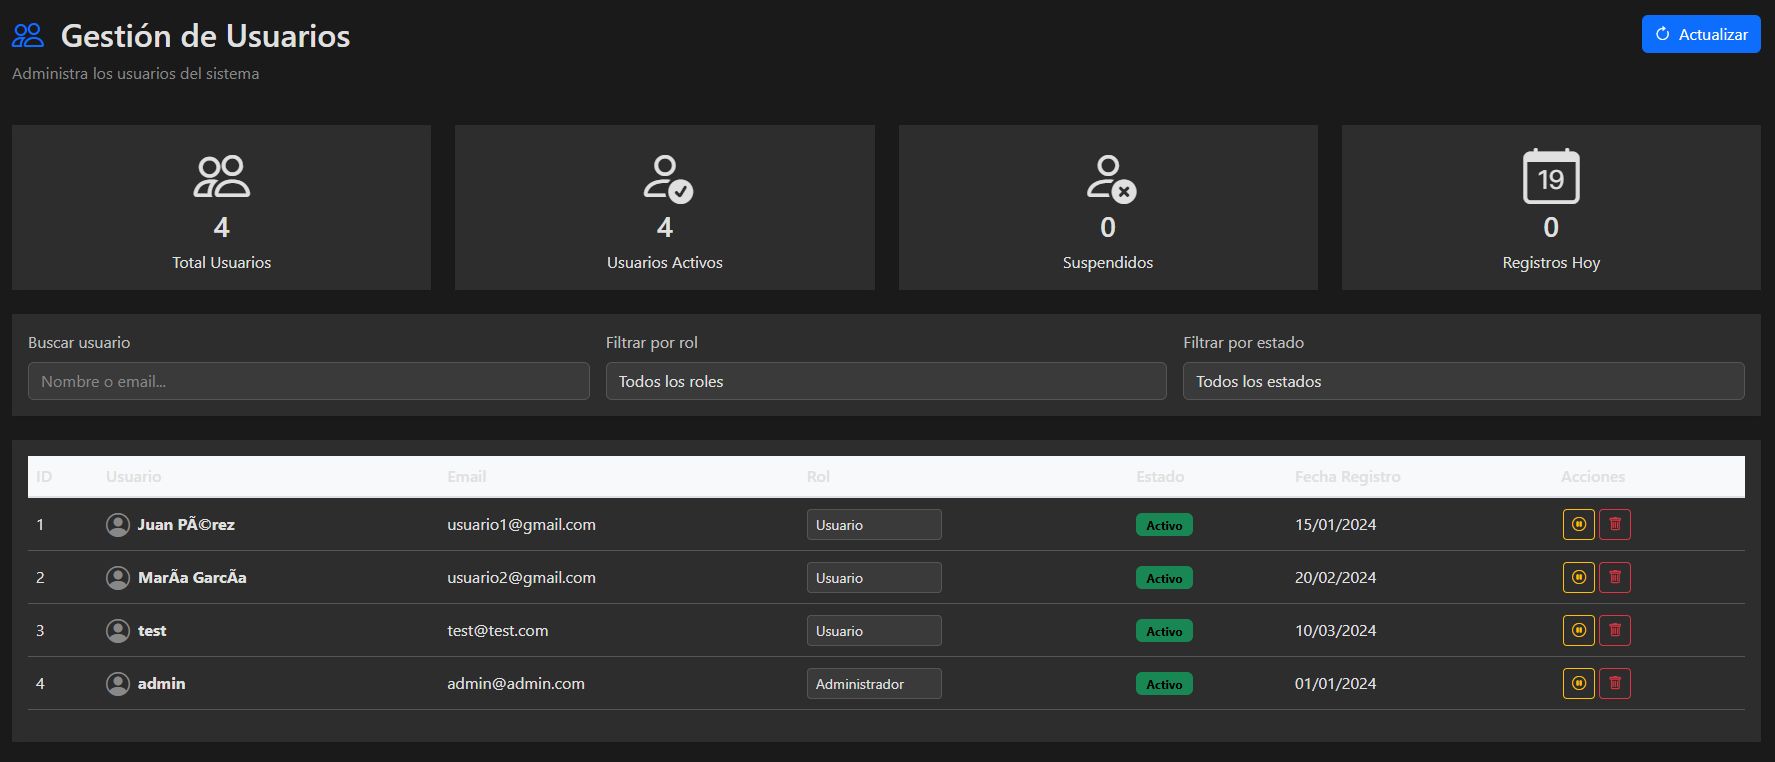 Gestión de Usuarios
Actualizar
Administra los usuarios del sistema
4
Total Usuarios
4
Usuarios Activos
0
Suspendidos
19
0
Registros Hoy
Buscar usuario
Nombre o email...
Filtrar por rol
Todos los roles
Filtrar por estado
Todos los estados
ID Usuario Email Rol Estado Fecha Registro Acciones
1 Juan PÃ©rez usuario1@gmail.com Usuario Activo 15/01/2024
2 MarÃa GarcÃa usuario2@gmail.com Usuario Activo 20/02/2024
3 test test@test.com Usuario Activo 10/03/2024
4 admin admin@admin.com Administrador Activo 01/01/2024